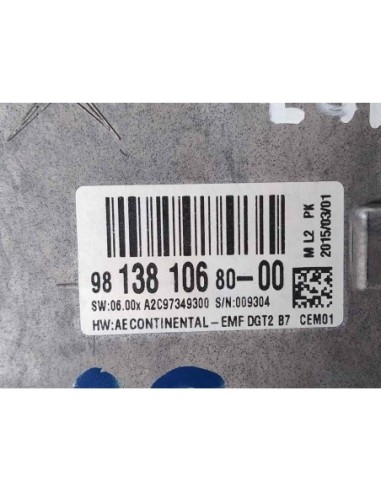 98 138 106 80-00
SW:06.00x A2C97349300 S/N:009304
HW:AE CONTINENTAL-EMF DGT2 B7 CEM01
M L2 PK
2015/03/01